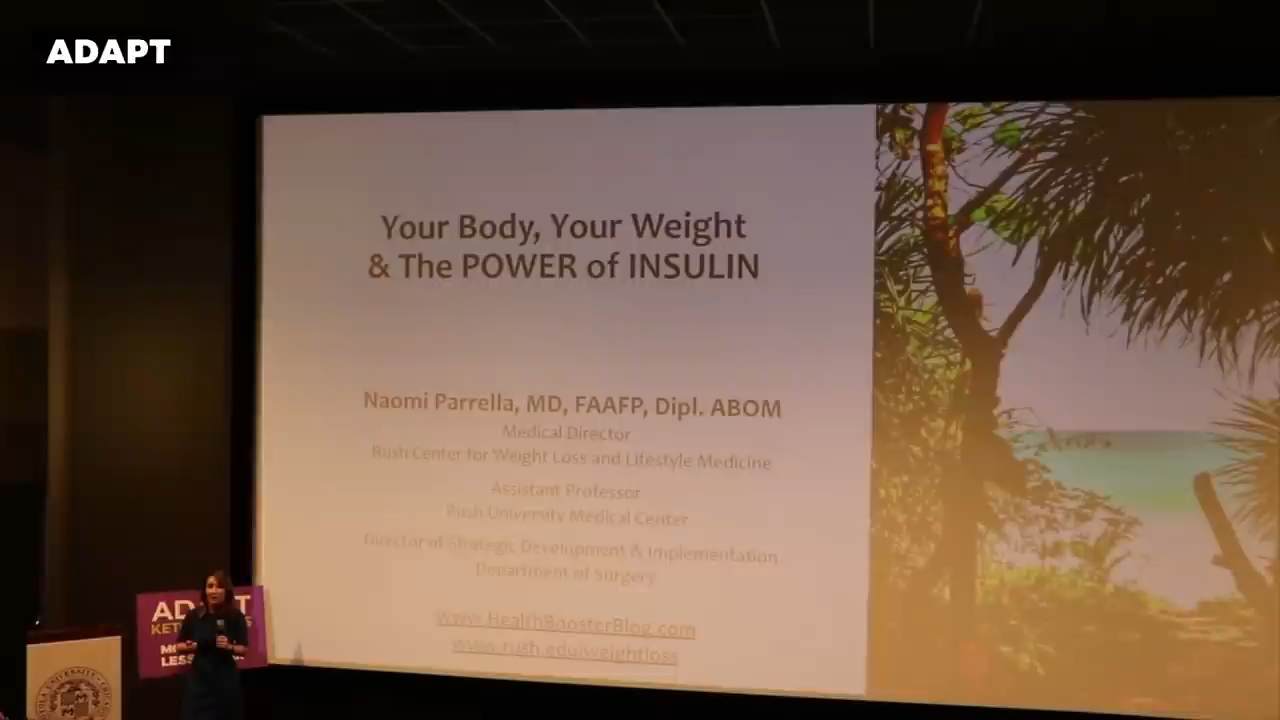 ADAPT
Your Body, Your Weight
& The POWER of INSULIN
Naomi Parrella, MD, FAAFP, Dipl. ABOM
Medical Director
Rush Center for Weight Loss and Lifestyle Medicine
Assistant Professor
Rush University Medical Center
Director of Strategic Development & Implementation
Department of Surgery
www.HealthBoosterBlog.com
www.rush.edu/weightloss